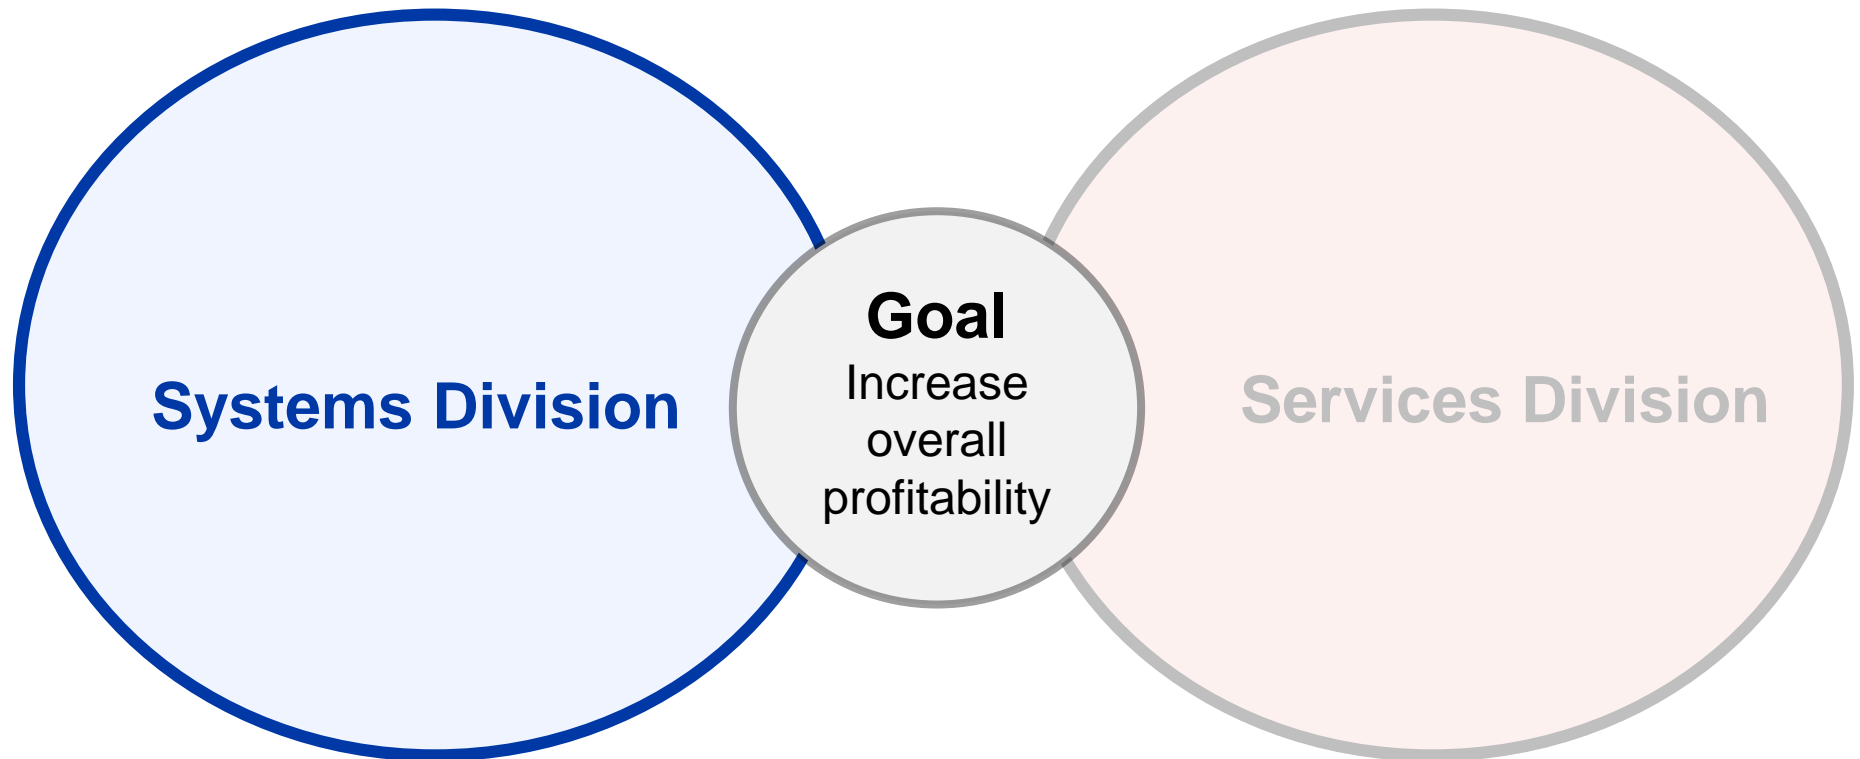 Systems Division
Goal
Increase
overall
profitability
Services Division